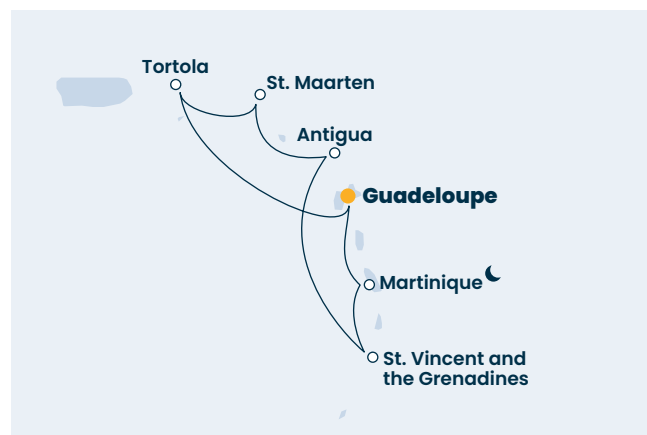 Tortola
St. Maarten
Antigua
Guadeloupe
Martinique
St. Vincent and
the Grenadines